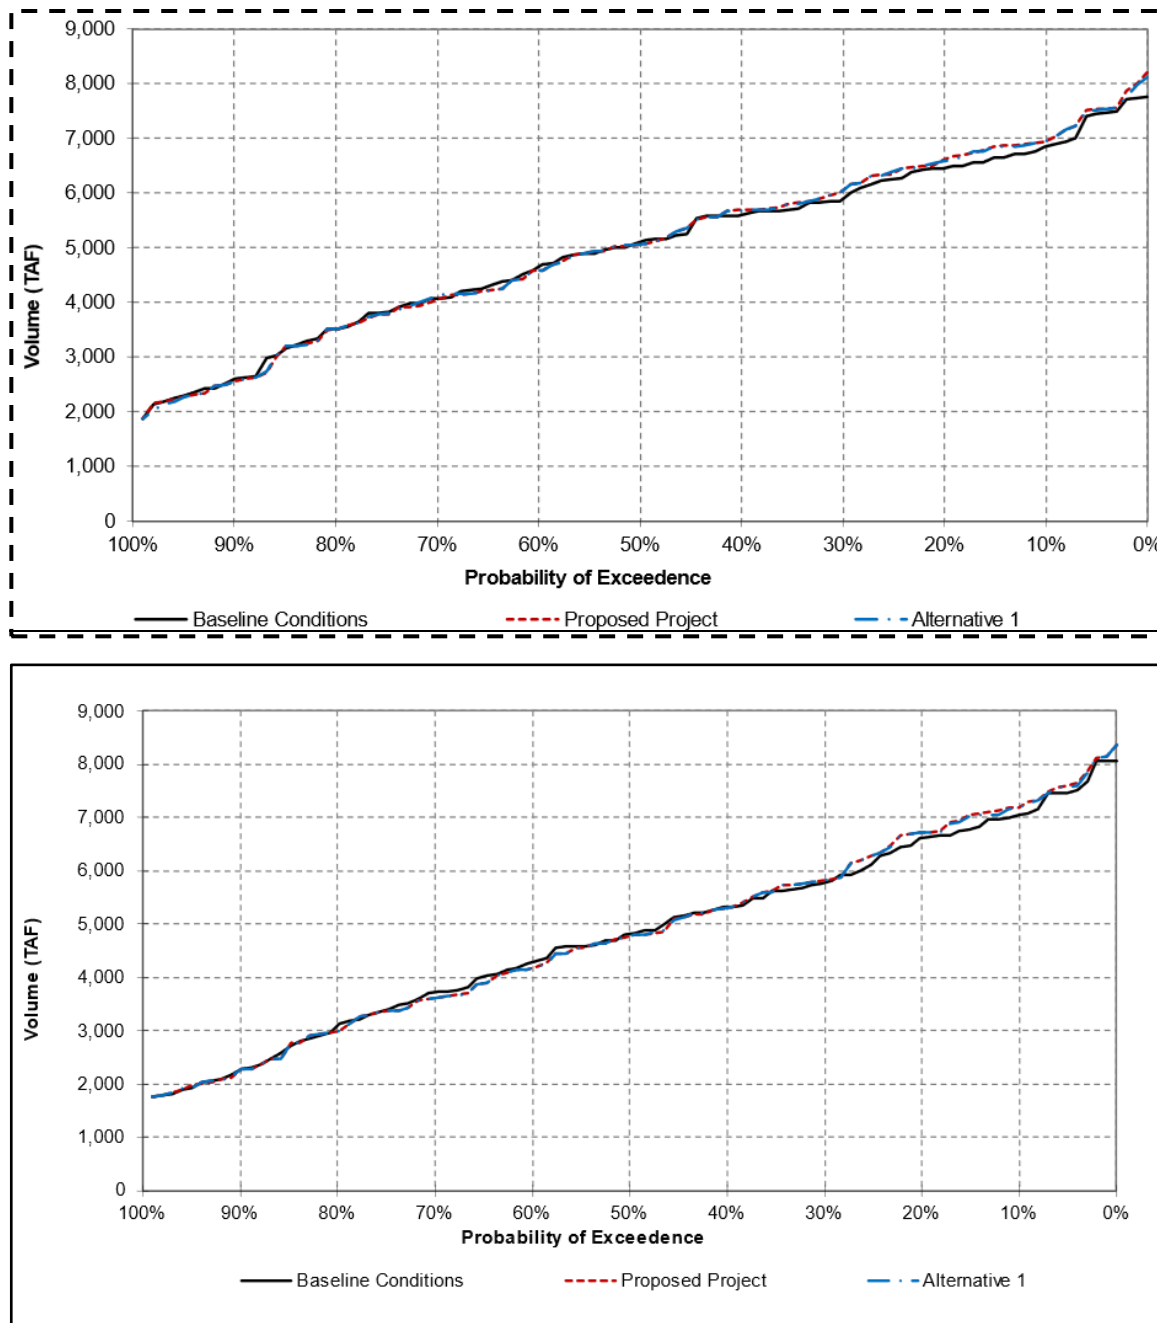 9,000
8,000
7,000
6,000
5,000
4,000
3,000
2,000
1,000
0
Volume (TAF)
100% 90% 80% 70% 60% 50% 40% 30% 20% 10% 0%
Probability of Exceedence
Baseline Conditions Proposed Project Alternative 1
9,000
8,000
7,000
6,000
5,000
4,000
3,000
2,000
1,000
0
Volume (TAF)
100% 90% 80% 70% 60% 50% 40% 30% 20% 10% 0%
Probability of Exceedence
Baseline Conditions Proposed Project Alternative 1